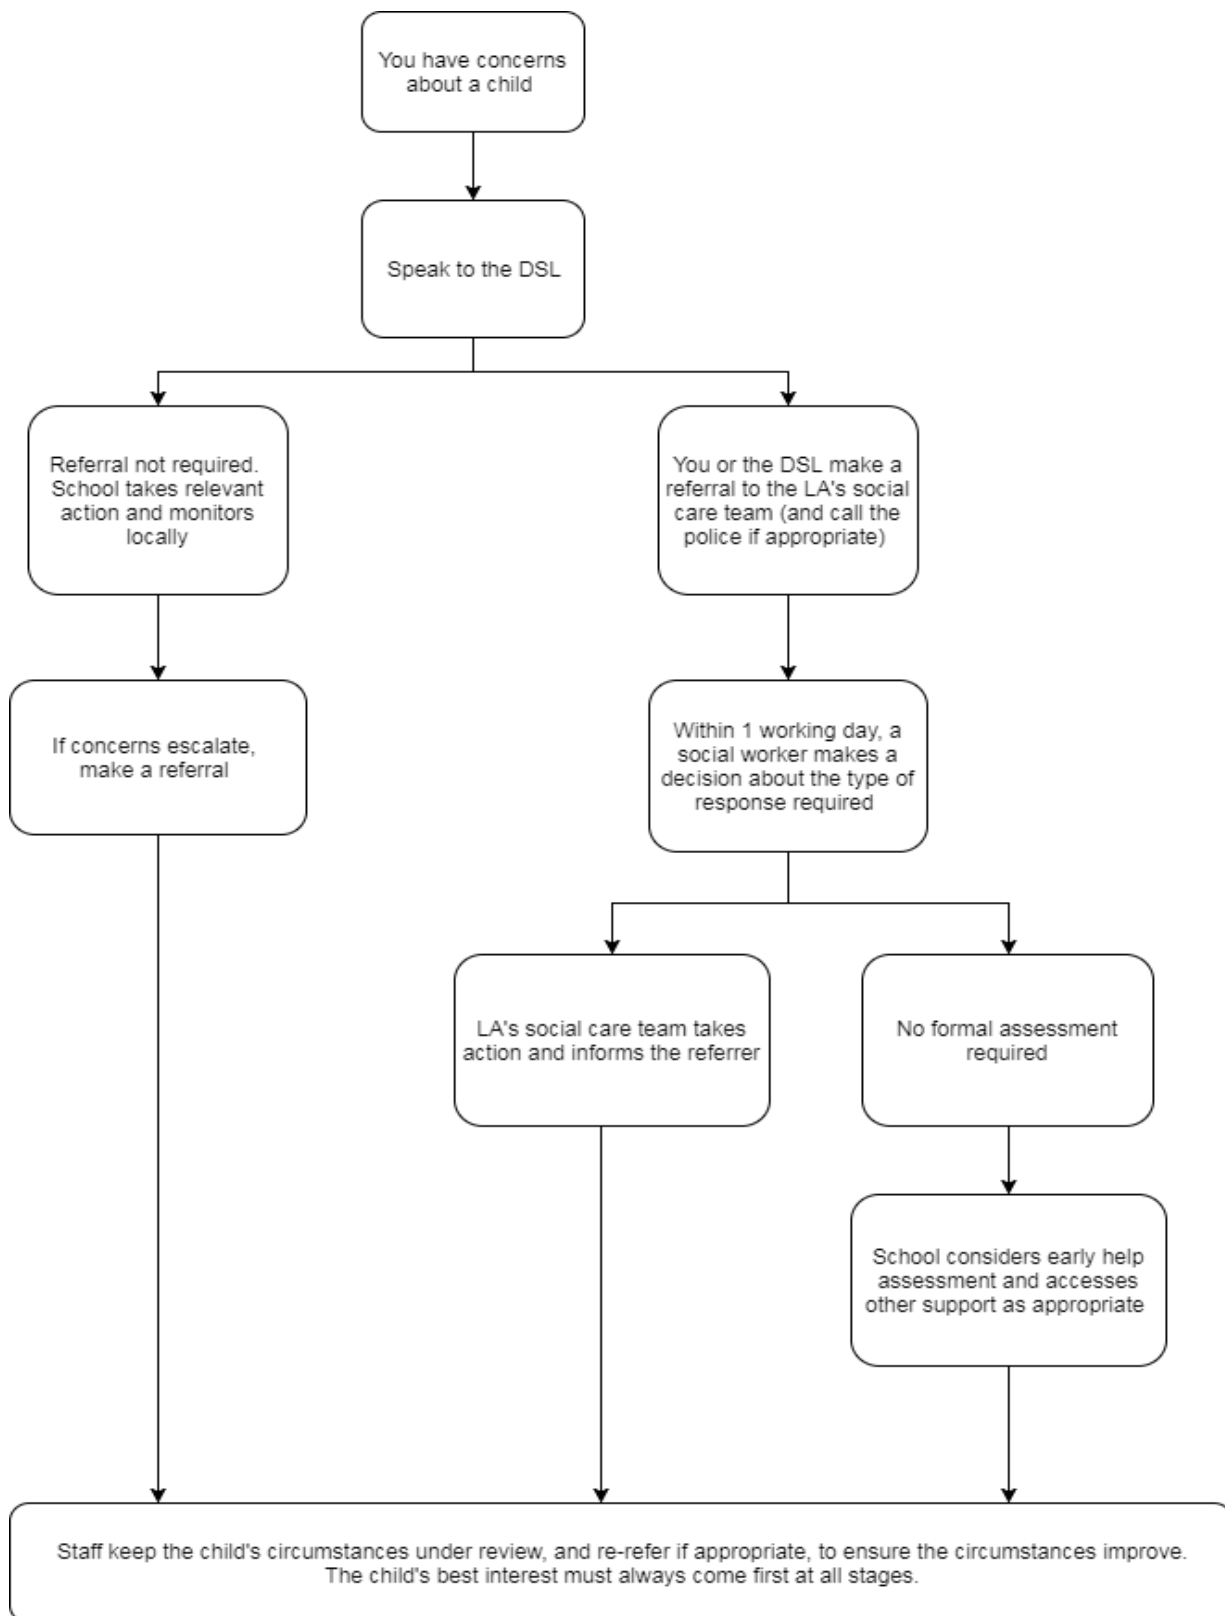 You have concerns
about a child
Speak to the DSL
Referral not required.
School takes relevant
action and monitors
locally
You or the DSL make a
referral to the LA's social
care team (and call the
police if appropriate)
If concerns escalate,
make a referral
Within 1 working day, a
social worker makes a
decision about the type of
response required
LA's social care team takes
action and informs the referrer
No formal assessment
required
School considers early help
assessment and accesses
other support as appropriate
Staff keep the child's circumstances under review, and re-refer if appropriate, to ensure the circumstances improve.
The child's best interest must always come first at all stages.